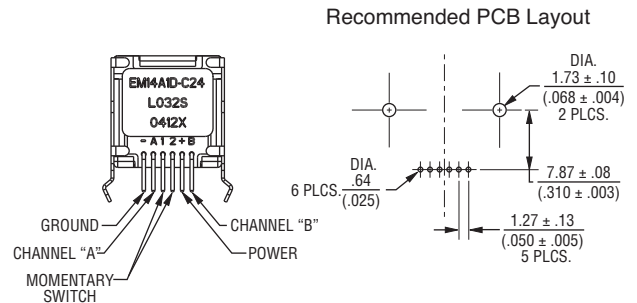 Recommended PCB Layout
EM14A1D-C24
L032S
0412X
- A 1 2 + B
GROUND
CHANNEL "A"
MOMENTARY
SWITCH
CHANNEL "B"
POWER
DIA.
1.73 ± .10
(.068 ± .004)
2 PLCS.
DIA.
6 PLCS. .64
(.025)
7.87 ± .08
(.310 ± .003)
1.27 ± .13
(.050 ± .005)
5 PLCS.